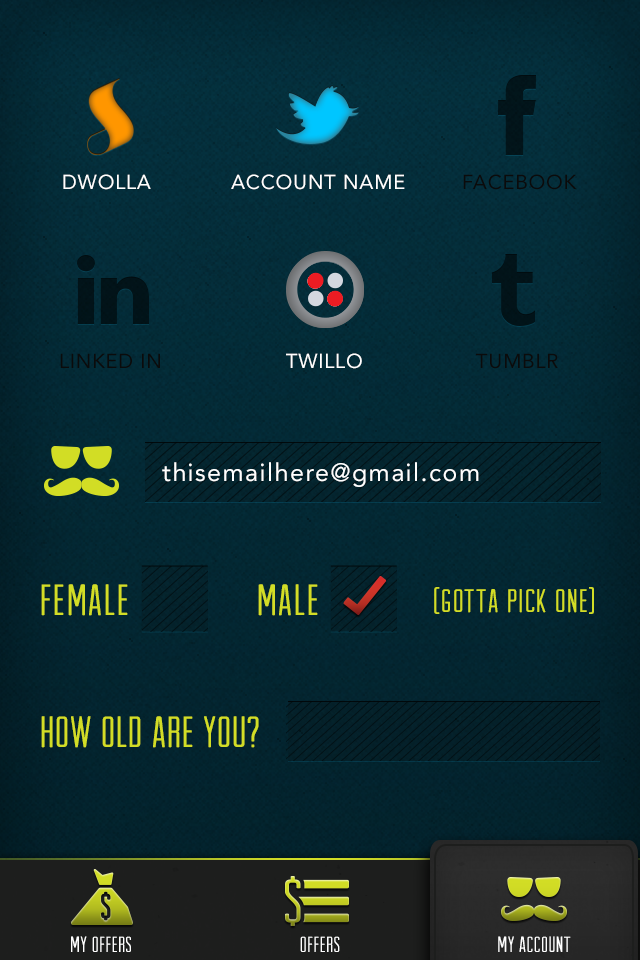 DWOLLA
ACCOUNT NAME
FACEBOOK
LINKED IN
TWILLO
TUMBLR
thisemailhere@gmail.com
FEMALE
MALE
(GOTTA PICK ONE)
HOW OLD ARE YOU?
MY OFFERS
OFFERS
MY ACCOUNT